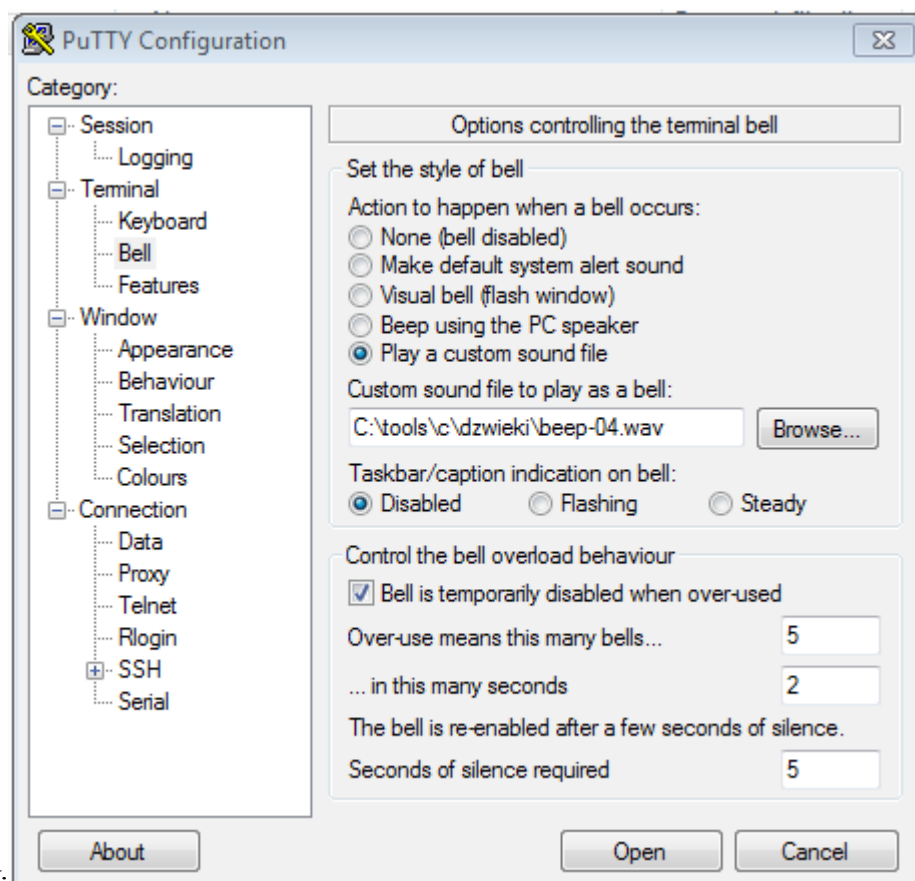 PuTTY Configuration
Category:
Session
Logging
Terminal
Keyboard
Bell
Features
Window
Appearance
Behaviour
Translation
Selection
Colours
Connection
Data
Proxy
Telnet
Rlogin
SSH
Serial
Options controlling the terminal bell
Set the style of bell
Action to happen when a bell occurs:
None (bell disabled)
Make default system alert sound
Visual bell (flash window)
Beep using the PC speaker
Play a custom sound file
Custom sound file to play as a bell:
C:\tools\c\dzwieki\beep-04.wav Browse...
Taskbar/caption indication on bell:
Disabled Flashing Steady
Control the bell overload behaviour
Bell is temporarily disabled when over-used
Over-use means this many bells... 5
... in this many seconds 2
The bell is re-enabled after a few seconds of silence.
Seconds of silence required 5
About Open Cancel